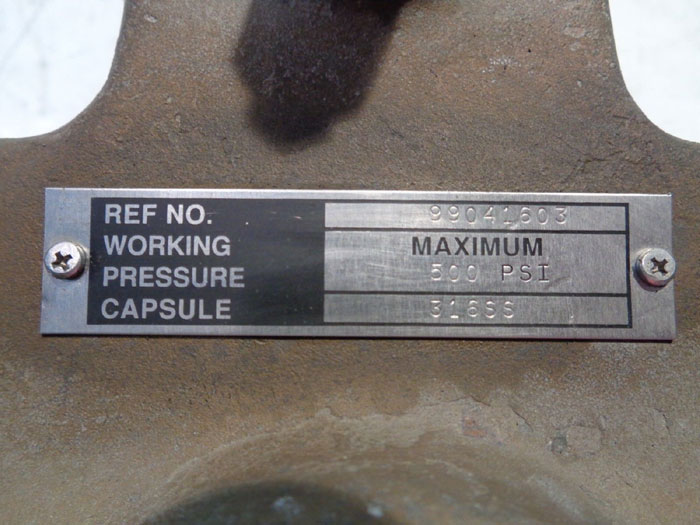 REF NO. 99041603
WORKING MAXIMUM
PRESSURE 500 PSI
CAPSULE 316SS